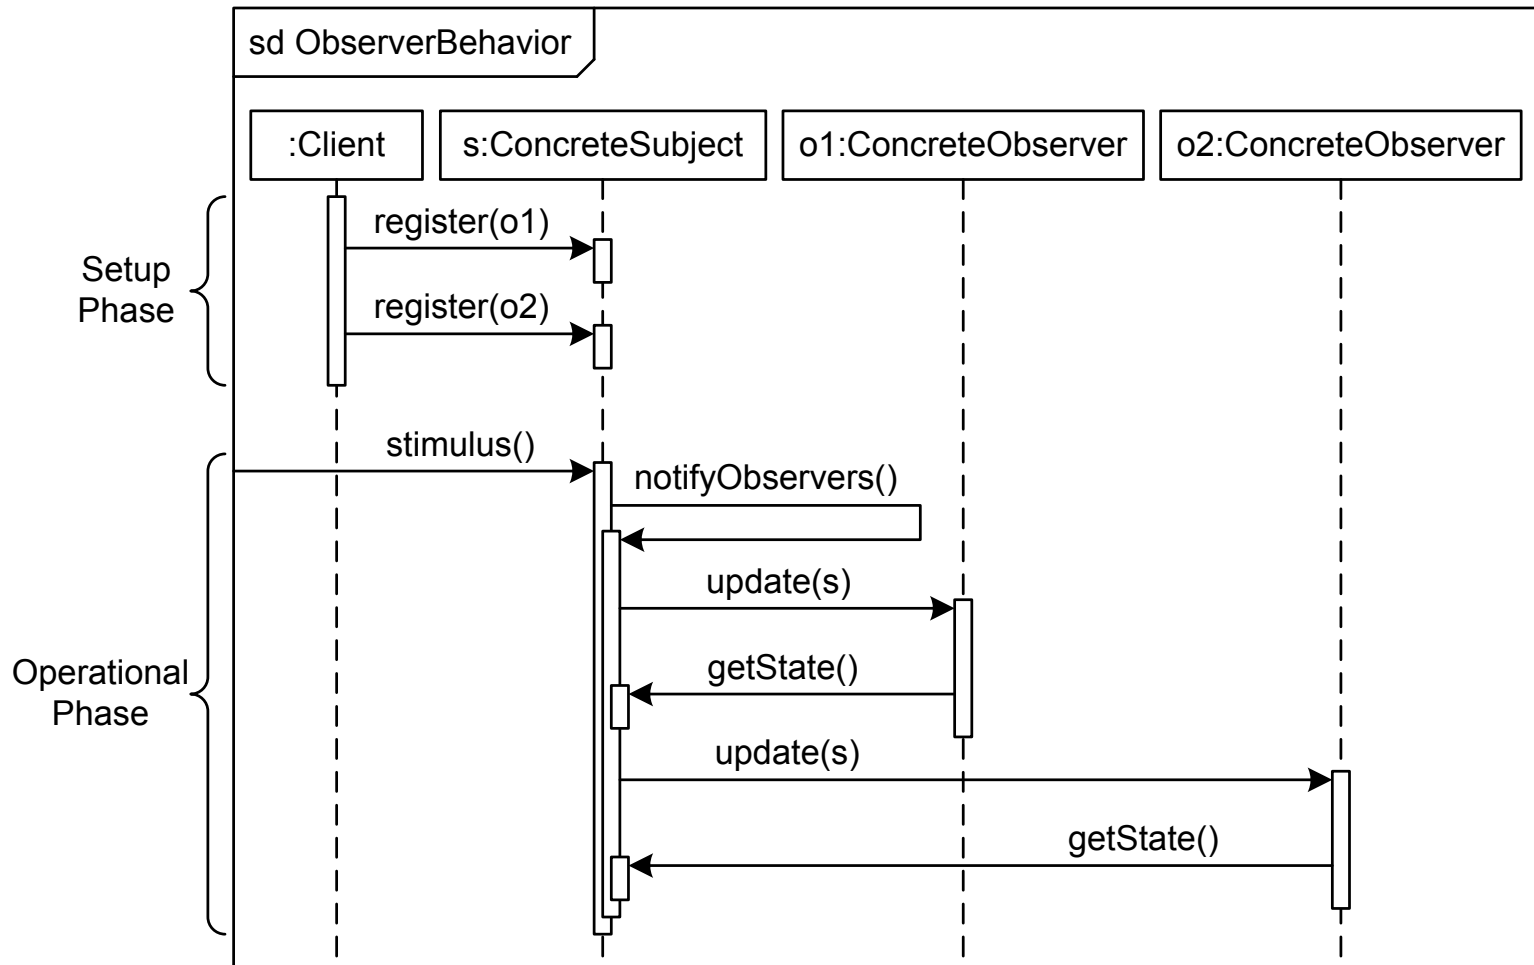 sd ObserverBehavior
:Client
s:ConcreteSubject
o1:ConcreteObserver
o2:ConcreteObserver
Setup
Phase
register(o1)
register(o2)
Operational
Phase
stimulus()
notifyObservers()
update(s)
getState()
update(s)
getState()